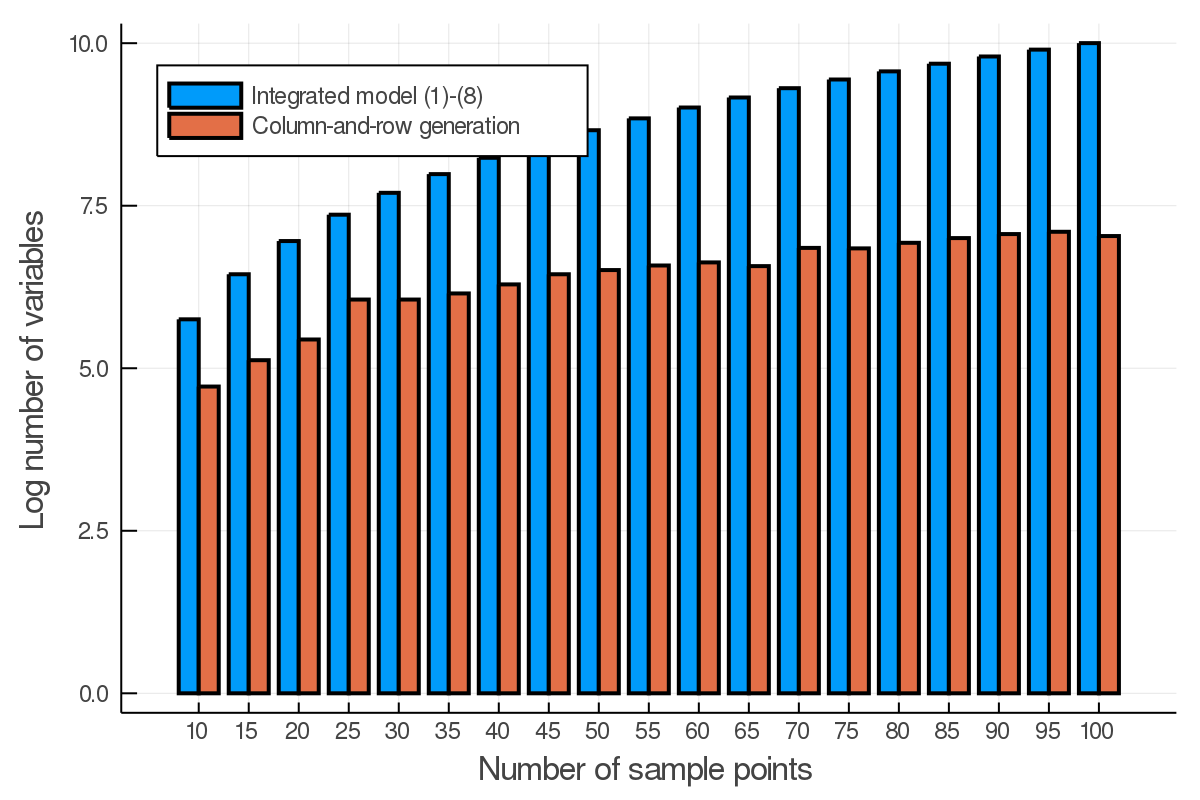 10.0
7.5
5.0
2.5
0.0
Log number of variables
Integrated model (1)-(8)
Column-and-row generation
10 15 20 25 30 35 40 45 50 55 60 65 70 75 80 85 90 95 100
Number of sample points